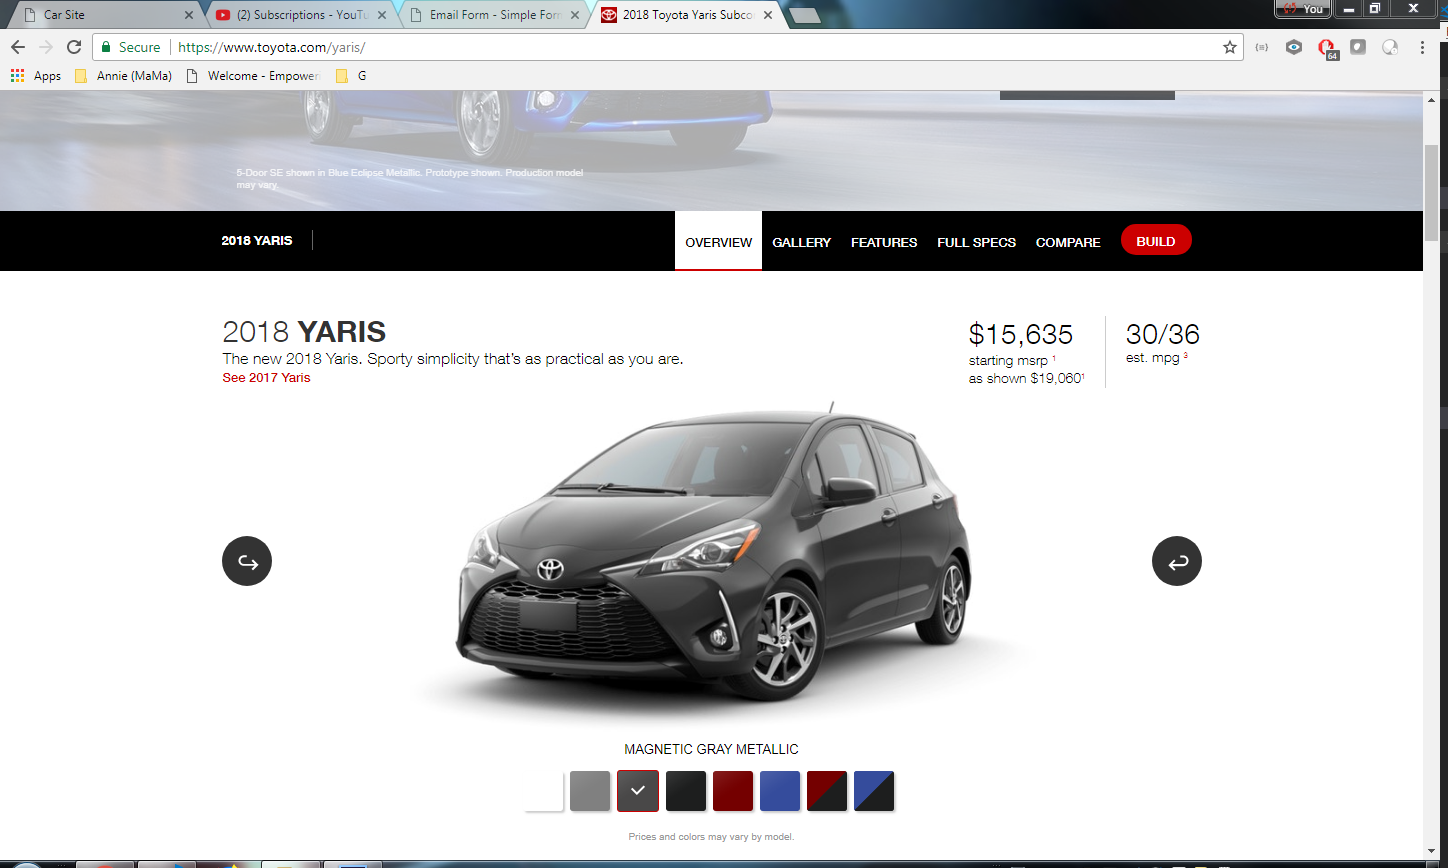 Car Site
(2) Subscriptions - YouTu
Email Form - Simple Form
2018 Toyota Yaris Subco
You
Secure
https://www.toyota.com/yaris/
64
Apps
Annie (MaMa)
Welcome - Empower
G
5-Door SE shown in Blue Eclipse Metallic. Prototype shown. Production model
may vary.
2018 YARIS
OVERVIEW
GALLERY
FEATURES
FULL SPECS
COMPARE
BUILD
2018 YARIS
The new 2018 Yaris. Sporty simplicity that's as practical as you are.
See 2017 Yaris
$15,635
starting msrp 1
as shown $19,060¹
30/36
est. mpg 3
MAGNETIC GRAY METALLIC
Prices and colors may vary by model.